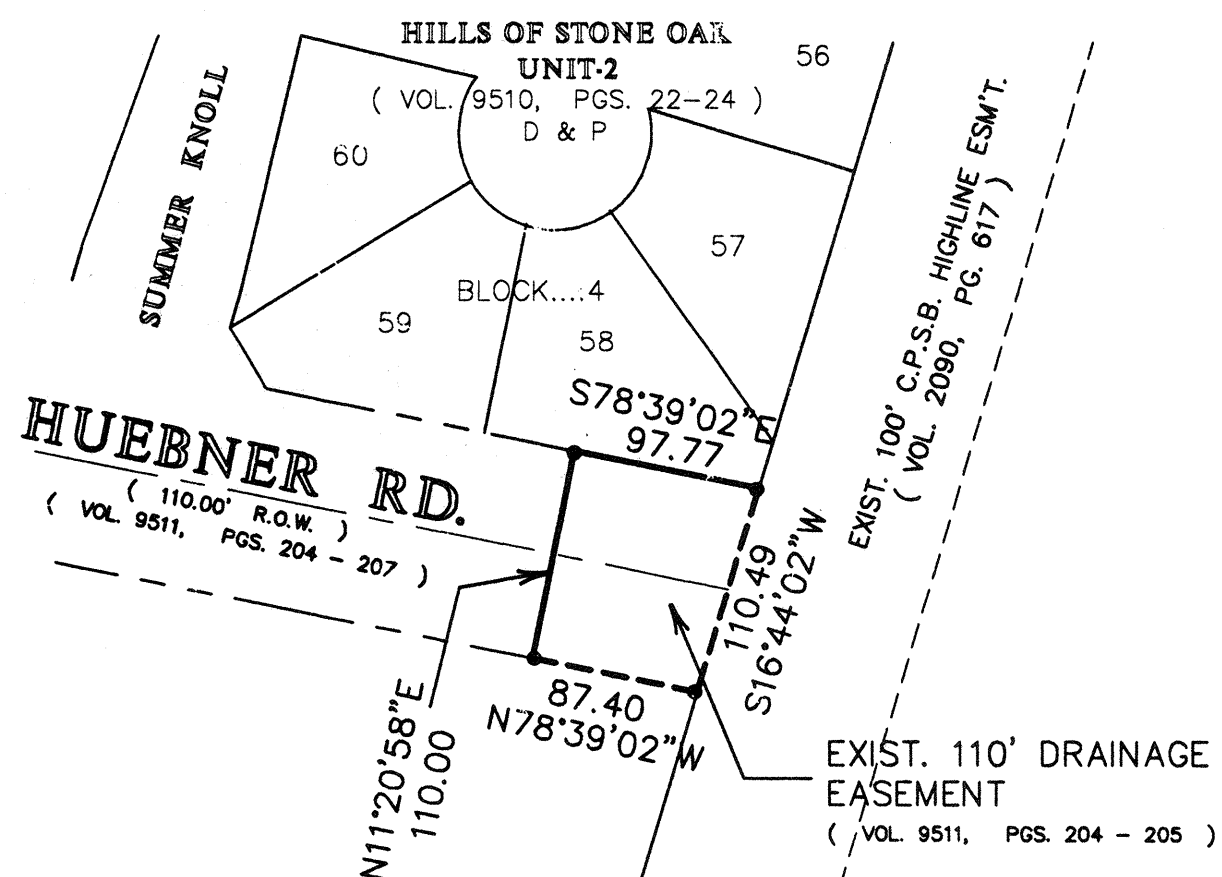 HILLS OF STONE OAK
UNIT-2
( VOL. 9510, PGS. 22-24 )
D & P
56
60
57
BLOCK....4
59
58
SUMMER KNOLL
EXIST. 100' C.P.S.B. HIGHLINE ESM'T.
( VOL. 2090, PG. 617 )
S78°39'02"E
97.77
HUEBNER RD.
( 110.00' R.O.W. )
( VOL. 9511, PGS. 204 - 207 )
110.49
S16°44'02"W
87.40
N78°39'02"W
N11°20'58"E
110.00
EXIST. 110' DRAINAGE
EASEMENT
( VOL. 9511, PGS. 204 - 205 )